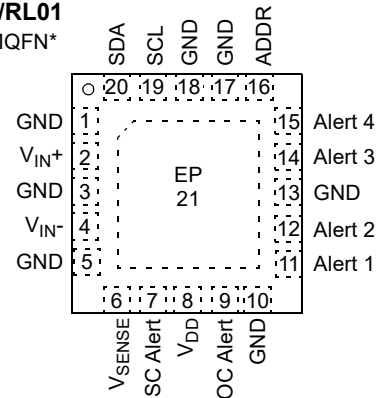 /RL01
MQFN*
SDA
SCL
GND
GND
ADDR
20 19 18 17 16
GND 1
VIN+ 2
GND 3
VIN- 4
GND 5
EP
21
15 Alert 4
14 Alert 3
13 GND
12 Alert 2
11 Alert 1
6 7 8 9 10
VSENSE
SC Alert
VDD
OC Alert
GND